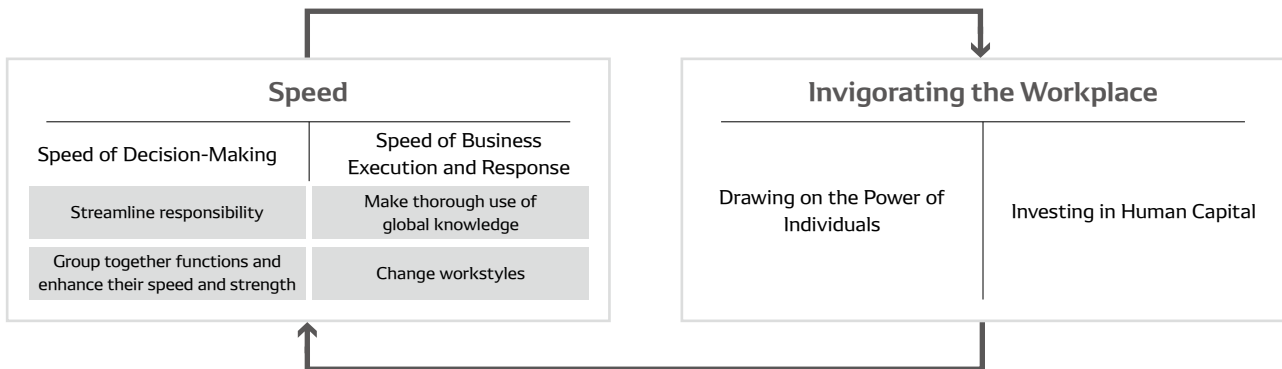 Speed
Speed of Decision-Making
Speed of Business
Execution and Response
Streamline responsibility
Make thorough use of
global knowledge
Group together functions and
enhance their speed and strength
Change workstyles
Invigorating the Workplace
Drawing on the Power of
Individuals
Investing in Human Capital